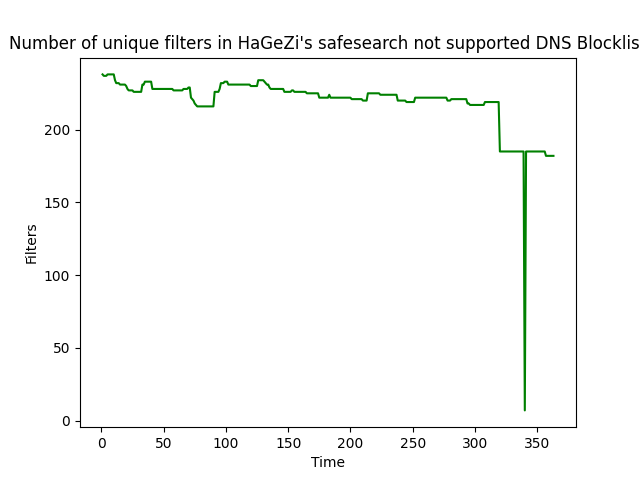 Number of unique filters in HaGeZi's safesearch not supported DNS Blocklis
200
150
100
50
0
Filters
0 50 100 150 200 250 300 350
Time